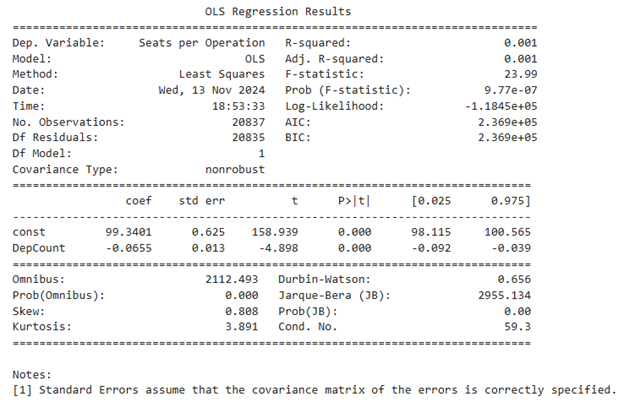 OLS Regression Results
==============================================================================
Dep. Variable: Seats per Operation R-squared: 0.001
Model: OLS Adj. R-squared: 0.001
Method: Least Squares F-statistic: 23.99
Date: Wed, 13 Nov 2024 Prob (F-statistic): 9.77e-07
Time: 18:53:33 Log-Likelihood: -1.1845e+05
No. Observations: 20837 AIC: 2.369e+05
Df Residuals: 20835 BIC: 2.369e+05
Df Model: 1
Covariance Type: nonrobust
==============================================================================
coef std err t P>|t| [0.025 0.975]
------------------------------------------------------------------------------
const 99.3401 0.625 158.939 0.000 98.115 100.565
DepCount -0.0655 0.013 -4.898 0.000 -0.092 -0.039
==============================================================================
Omnibus: 2112.493 Durbin-Watson: 0.656
Prob(Omnibus): 0.000 Jarque-Bera (JB): 2955.134
Skew: 0.808 Prob(JB): 0.00
Kurtosis: 3.891 Cond. No. 59.3
==============================================================================
Notes:
[1] Standard Errors assume that the covariance matrix of the errors is correctly specified.